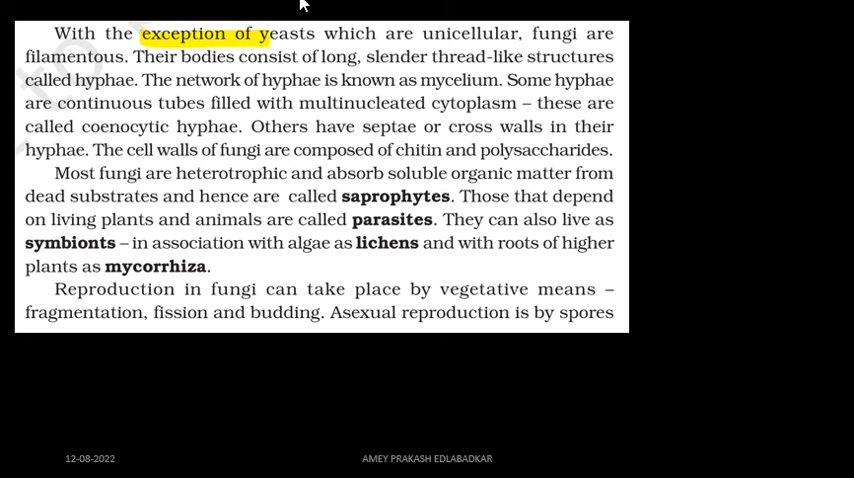 With the exception of yeasts which are unicellular, fungi are
filamentous. Their bodies consist of long, slender thread-like structures
called hyphae. The network of hyphae is known as mycelium. Some hyphae
are continuous tubes filled with multinucleated cytoplasm – these are
called coenocytic hyphae. Others have septae or cross walls in their
hyphae. The cell walls of fungi are composed of chitin and polysaccharides.
Most fungi are heterotrophic and absorb soluble organic matter from
dead substrates and hence are called saprophytes. Those that depend
on living plants and animals are called parasites. They can also live as
symbionts – in association with algae as lichens and with roots of higher
plants as mycorrhiza.
Reproduction in fungi can take place by vegetative means –
fragmentation, fission and budding. Asexual reproduction is by spores
12-08-2022
AMEY PRAKASH EDLABADKAR